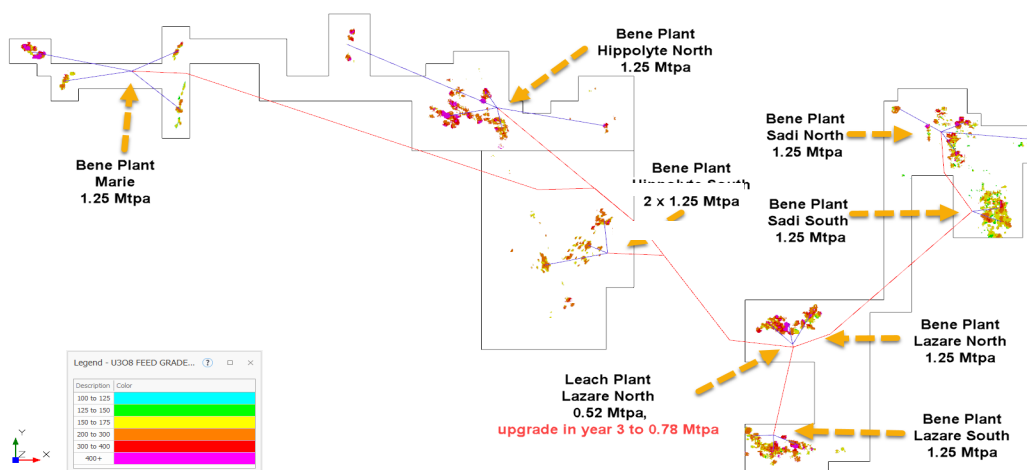 Bene Plant
Hippolyte North
1.25 Mtpa
Bene Plant
Sadi North
1.25 Mtpa
Bene Plant
Marie
1.25 Mtpa
Bene Plant
Hippolyte South
2 x 1.25 Mtpa
Bene Plant
Sadi South
1.25 Mtpa
Bene Plant
Lazare North
1.25 Mtpa
Leach Plant
Lazare North
0.52 Mtpa,
upgrade in year 3 to 0.78 Mtpa
Bene Plant
Lazare South
1.25 Mtpa
Legend - U3O8 FEED GRADE...
Description Color
100 to 125
125 to 150
150 to 175
200 to 300
300 to 400
400+
Y
Z X